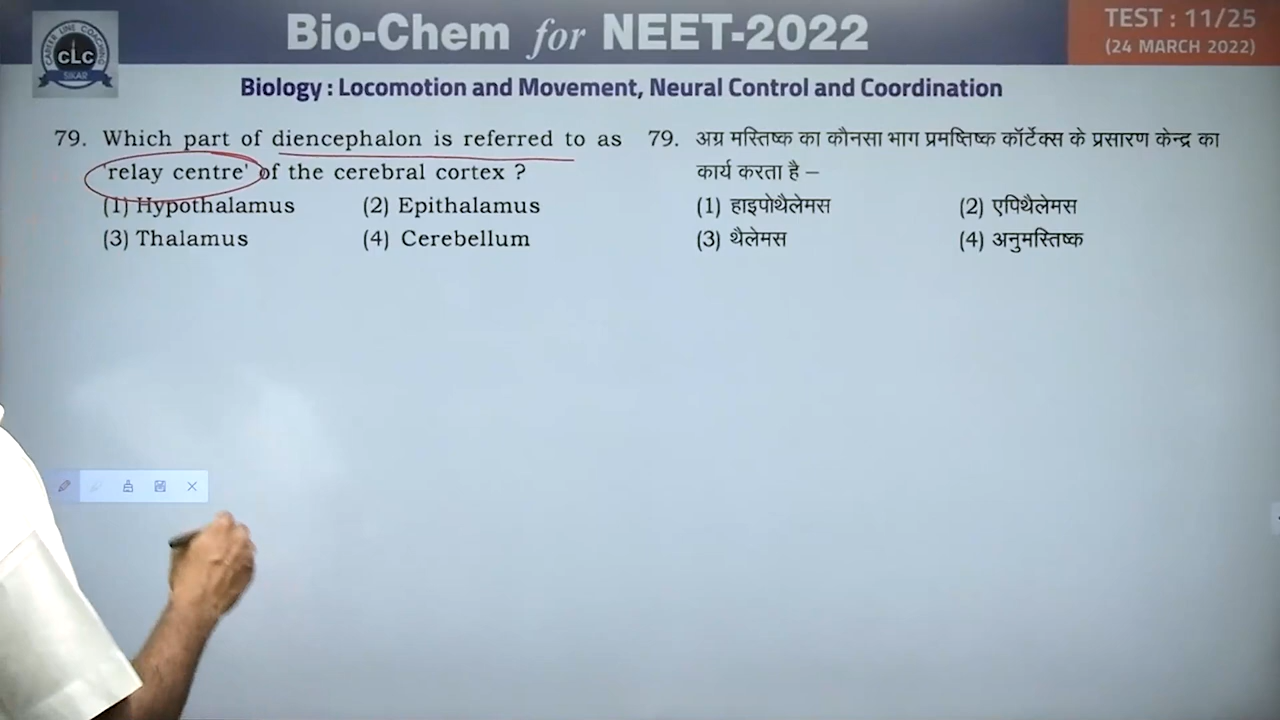 CAREER LINE COACHING
CLC
SIKAR
Bio-Chem for NEET-2022
TEST : 11/25
(24 MARCH 2022)
Biology : Locomotion and Movement, Neural Control and Coordination
79. Which part of diencephalon is referred to as
'relay centre' of the cerebral cortex ?
(1) Hypothalamus (2) Epithalamus
(3) Thalamus (4) Cerebellum
79. अग्र मस्तिष्क का कौनसा भाग प्रमष्तिष्क कॉर्टेक्स के प्रसारण केन्द्र का
कार्य करता है –
(1) हाइपोथैलेमस (2) एपिथैलेमस
(3) थैलेमस (4) अनुमस्तिष्क